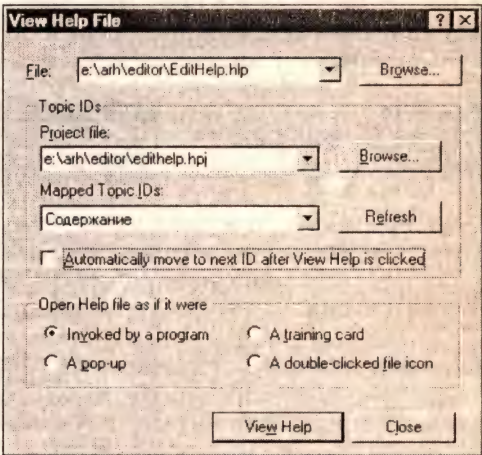 View Help File
File: e:\arh\editor\EditHelp.hlp Browse...
Topic IDs
Project file:
e:\arh\editor\edithelp.hpj Browse...
Mapped Topic IDs:
Содержание Refresh
Automatically move to next ID after View Help is clicked
Open Help file as if it were
Invoked by a program A training card
A pop-up A double-clicked file icon
View Help Close